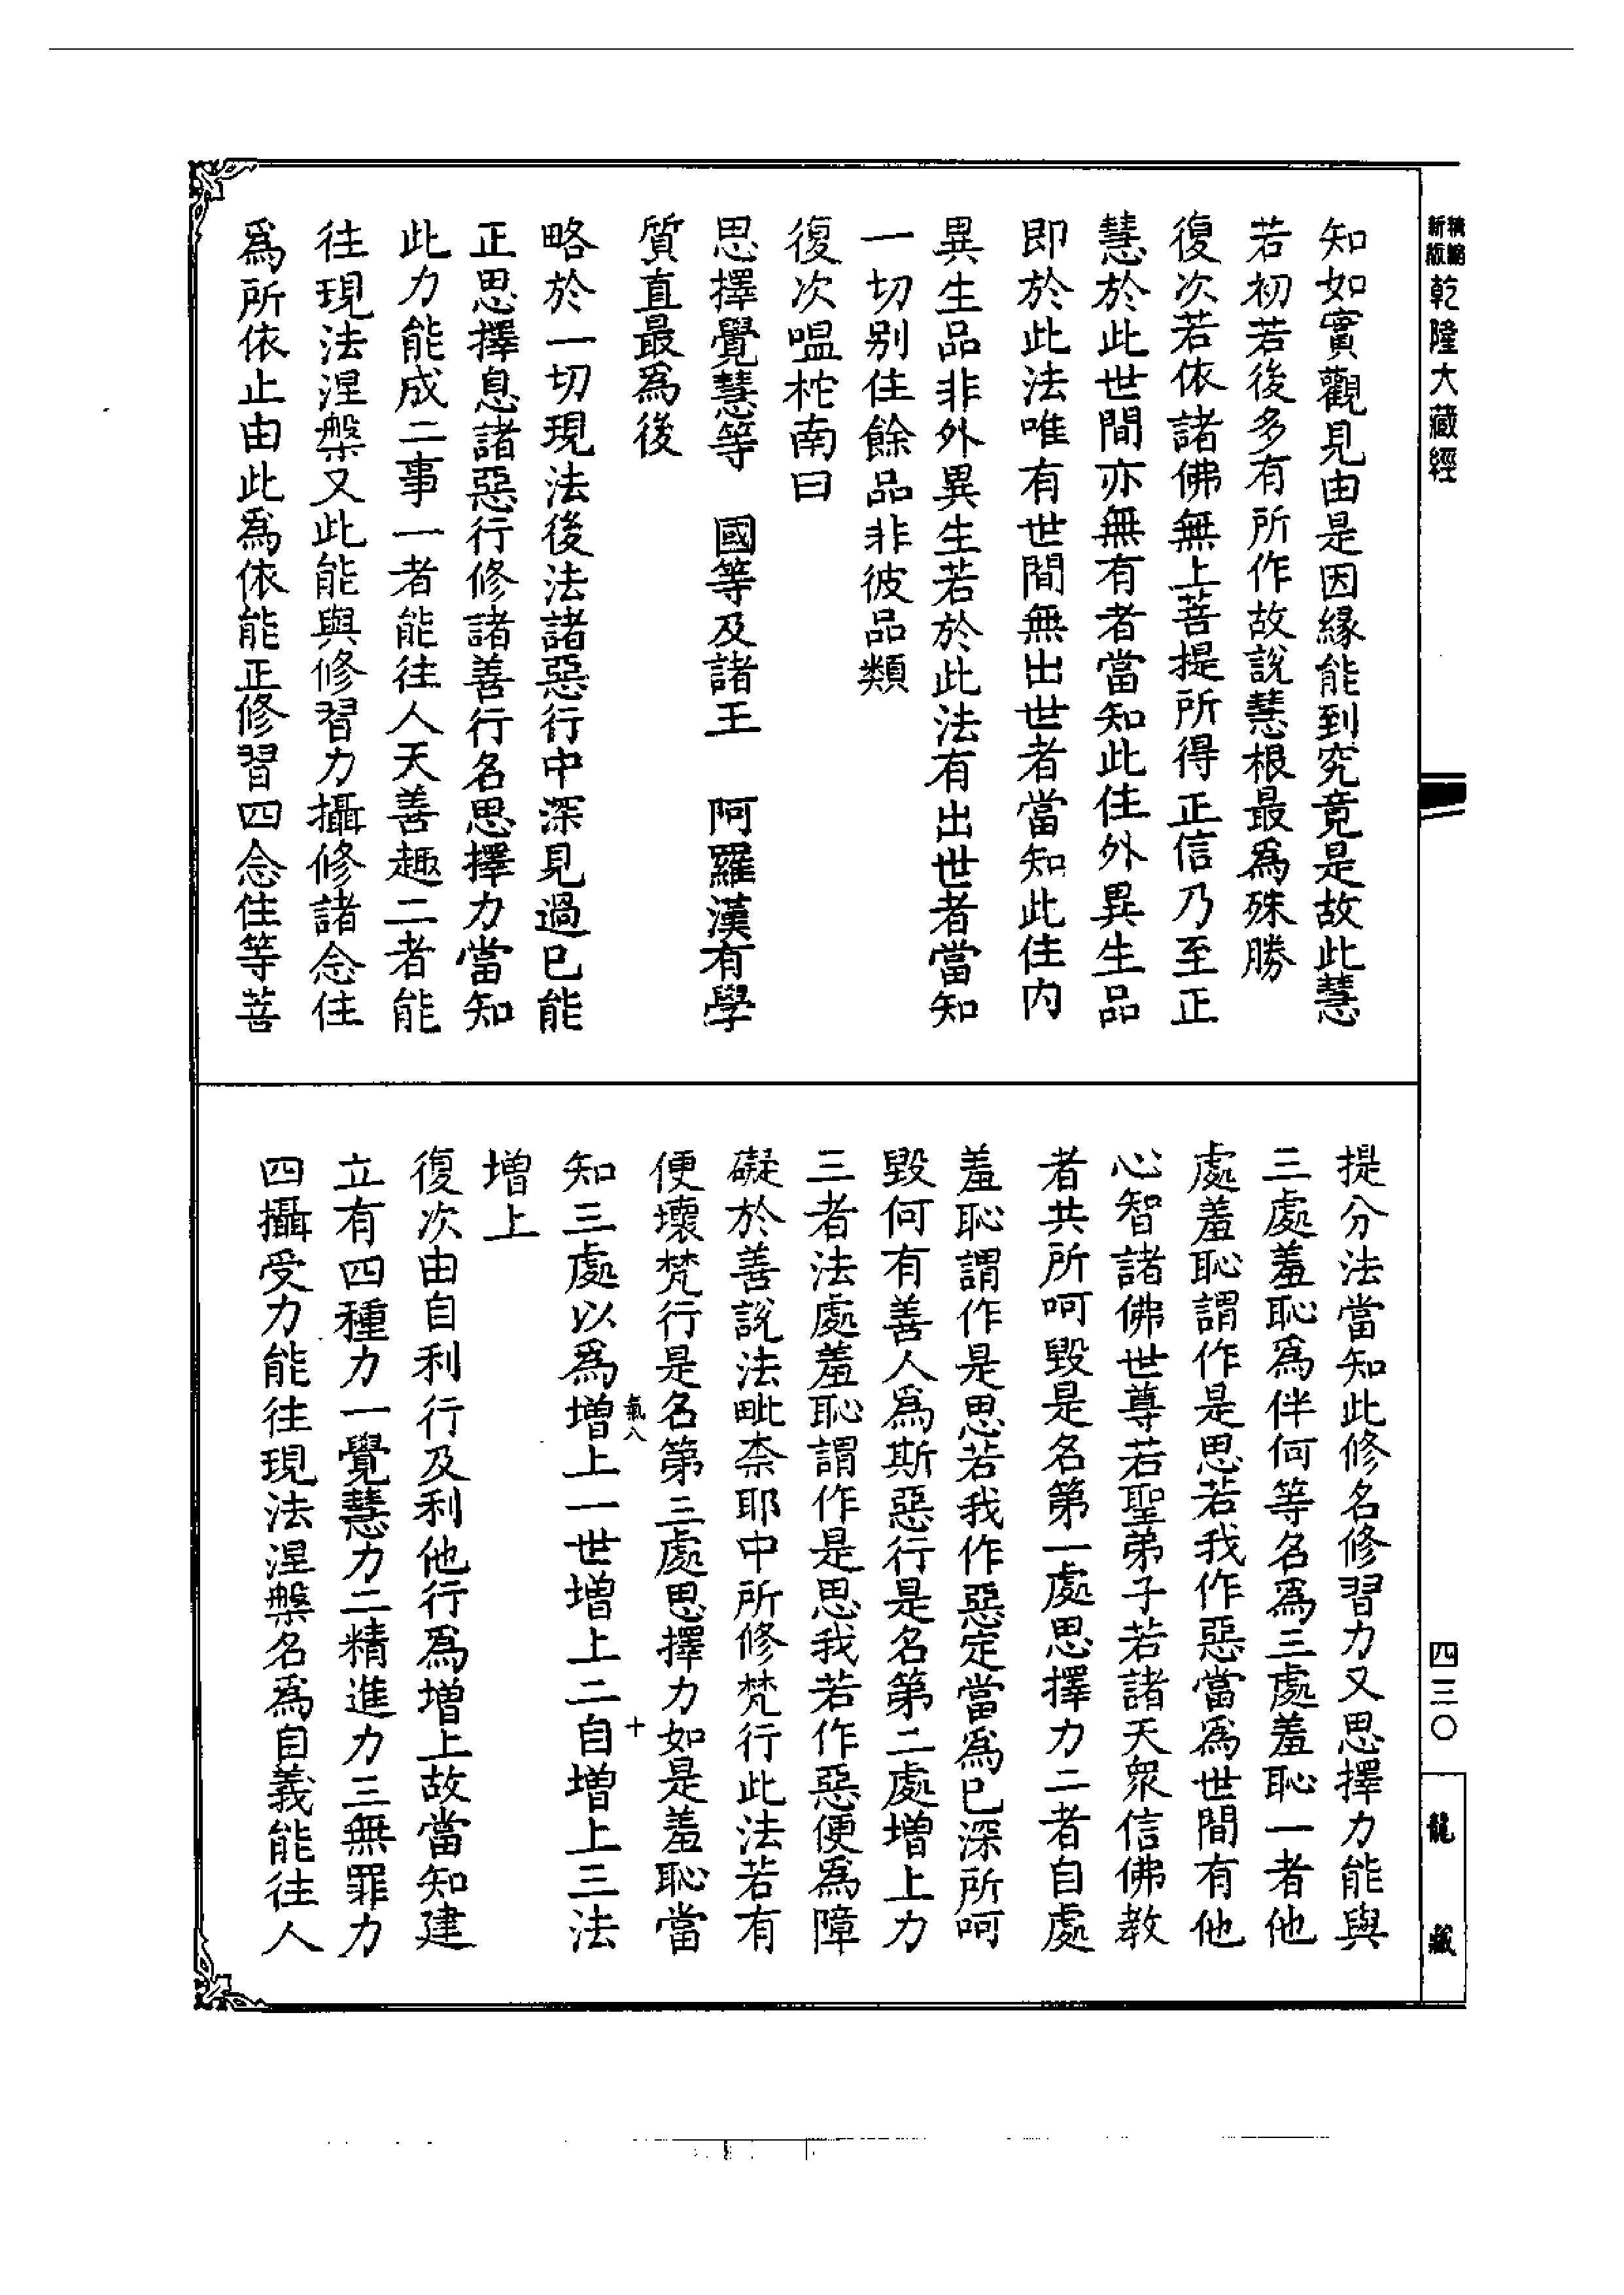 精縮新版乾隆大藏經
四三〇
龍藏
知如實觀見由是因緣能到究竟是故此慧
若初若後多有所作故說慧根最爲殊勝
復次若依諸佛無上菩提所得正信乃至正
慧於此世間亦無有者當知此住外異生品
即於此法唯有世間無出世者當知此住内
異生品非外異生若於此法有出世者當知
一切别住餘品非彼品類
復次嗢柁南曰
思擇覺慧等　國等及諸王　阿羅漢有學
質直最爲後
略於一切現法後法諸惡行中深見過已能
正思擇息諸惡行修諸善行名思擇力當知
此力能成二事一者能往人天善趣二者能
往現法涅槃又此能與修習力攝修諸念住
爲所依止由此爲依能正修習四念住等菩
提分法當知此修名修習力又思擇力能與
三處羞恥爲伴何等名爲三處羞恥一者他
處羞恥謂作是思若我作惡當爲世間有他
心智諸佛世尊若聖弟子若諸天眾信佛教
者共所呵毀是名第一處思擇力二者自處
羞恥謂作是思若我作惡定當爲已深所呵
毀何有善人爲斯惡行是名第二處增上力
三者法處羞恥謂作是思我若作惡便爲障
礙於善說法毗柰耶中所修梵行此法若有
便壞梵行是名第三處思擇力如是羞恥當
氣八
十
知三處以爲增上一世增上二自增上三法
增上
復次由自利行及利他行爲增上故當知建
立有四種力一覺慧力二精進力三無罪力
四攝受力能往現法涅槃名爲自義能往人